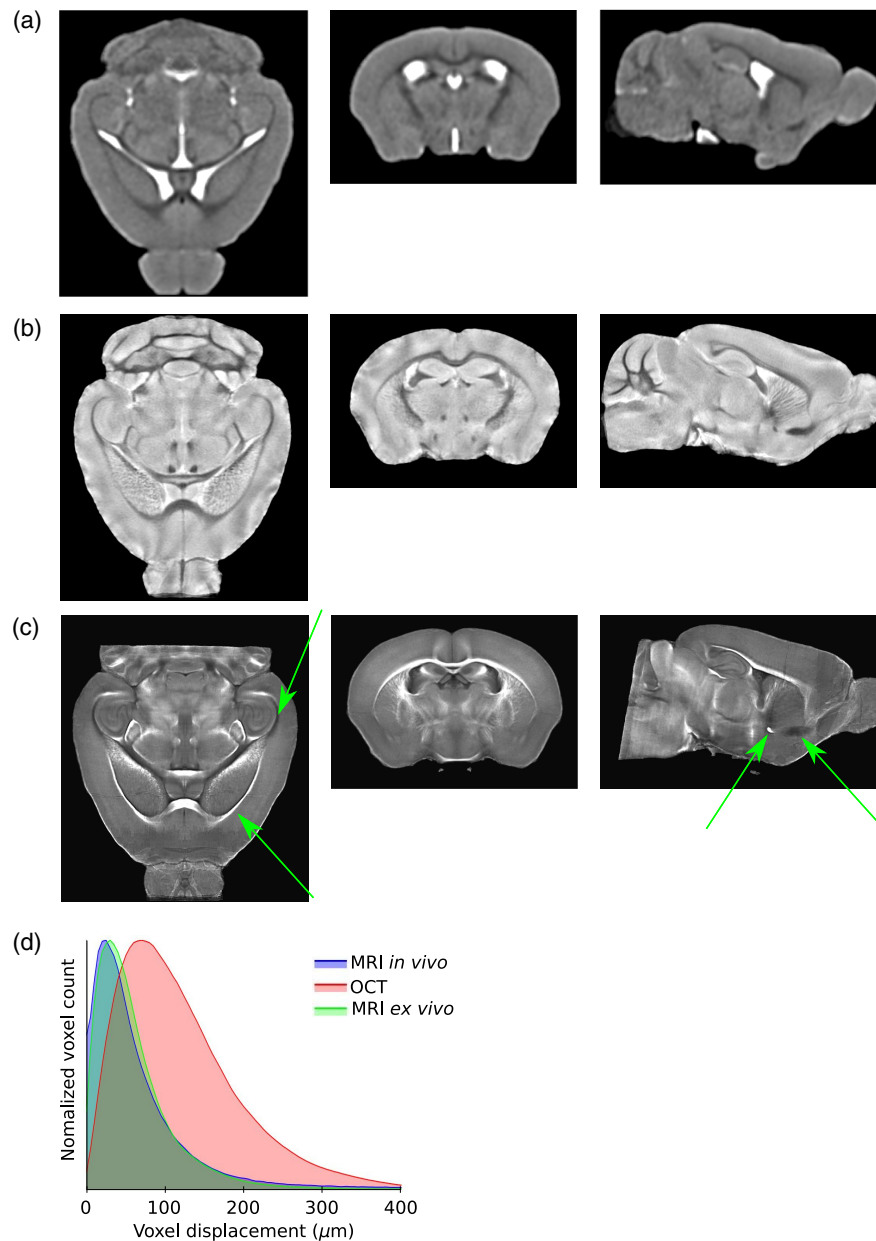 (a)
(b)
(c)
(d)
Nomalized voxel count
MRI in vivo
OCT
MRI ex vivo
0
100
200
300
400
Voxel displacement (μm)